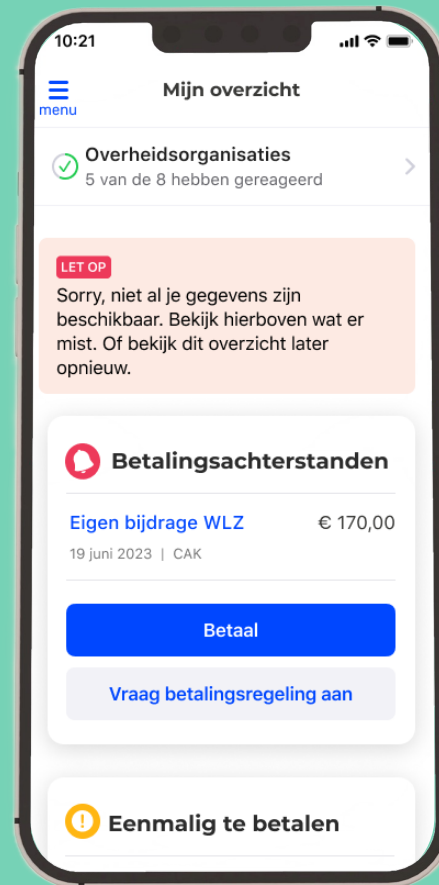 10:21
menu
Mijn overzicht
Overheidsorganisaties
5 van de 8 hebben gereageerd
LET OP
Sorry, niet al je gegevens zijn
beschikbaar. Bekijk hierboven wat er
mist. Of bekijk dit overzicht later
opnieuw.
Betalingsachterstanden
Eigen bijdrage WLZ € 170,00
19 juni 2023 | CAK
Betaal
Vraag betalingsregeling aan
Eenmalig te betalen